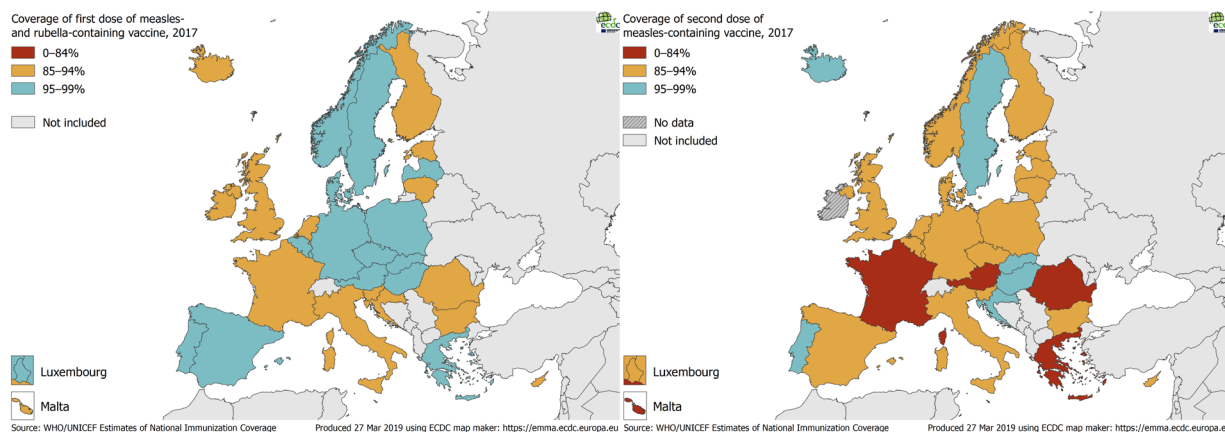 Coverage of first dose of measles-
and rubella-containing vaccine, 2017
0–84%
85–94%
95–99%
Not included
Luxembourg
Malta
Source: WHO/UNICEF Estimates of National Immunization Coverage
Produced 27 Mar 2019 using ECDC map maker: https://emma.ecdc.europa.eu
ecdc
Coverage of second dose of
measles-containing vaccine, 2017
0–84%
85–94%
95–99%
No data
Not included
Luxembourg
Malta
Source: WHO/UNICEF Estimates of National Immunization Coverage
Produced 27 Mar 2019 using ECDC map maker: https://emma.ecdc.europa.e